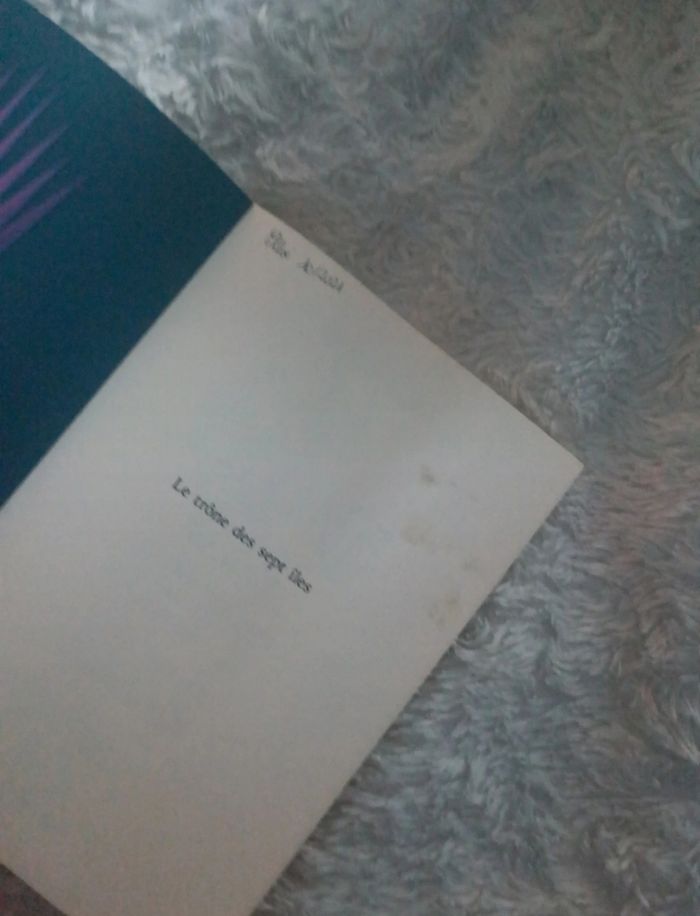 Le trône des sept îles